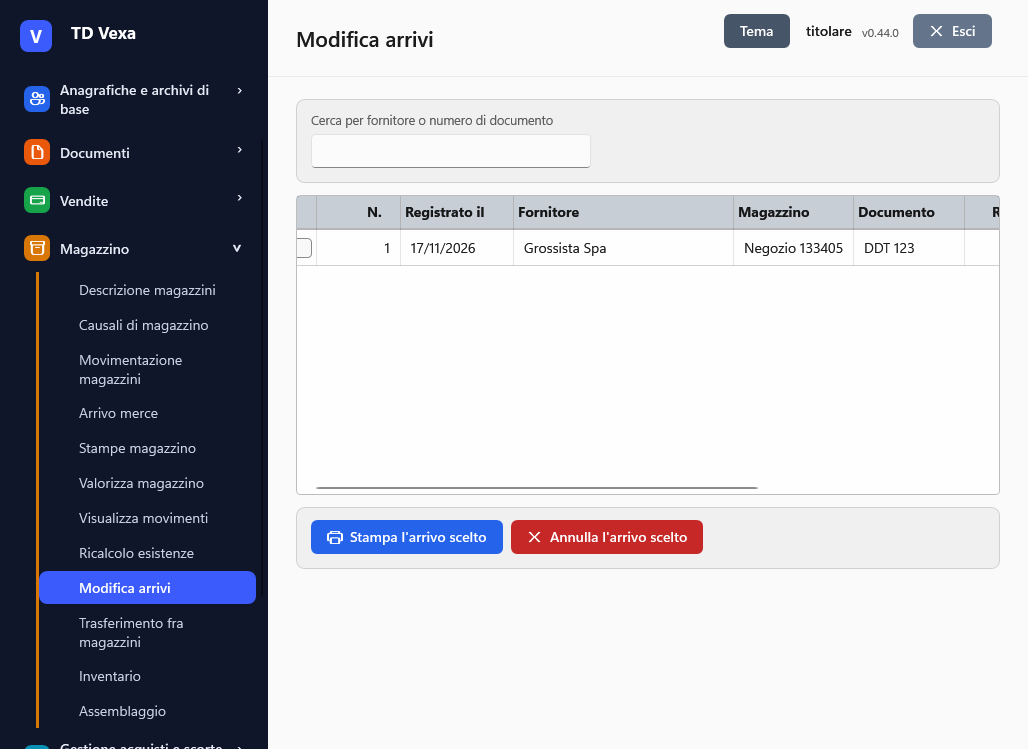 V
TD Vexa
Modifica arrivi
Tema
titolare
v0.44.0
Esci
Anagrafiche e archivi di
base
Documenti
Vendite
Magazzino
Descrizione magazzini
Causali di magazzino
Movimentazione
magazzini
Arrivo merce
Stampe magazzino
Valorizza magazzino
Visualizza movimenti
Ricalcolo esistenze
Modifica arrivi
Trasferimento fra
magazzini
Inventario
Assemblaggio
Gestione acquisti e scorte
Cerca per fornitore o numero di documento
N. Registrato il Fornitore Magazzino Documento
1 17/11/2026 Grossista Spa Negozio 133405 DDT 123
Stampa l'arrivo scelto
Annulla l'arrivo scelto